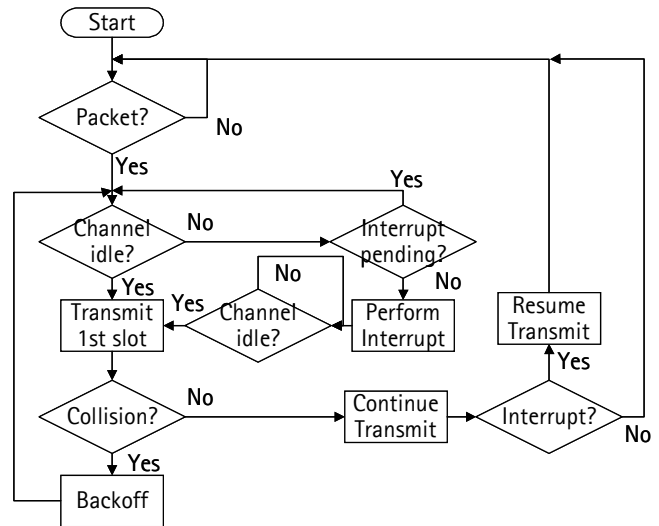 Start
Packet?
No
Yes
Yes
Channel
idle?
No
Interrupt
pending?
No
No
Yes
Yes
Transmit
1st slot
Channel
idle?
Perform
Interrupt
Resume
Transmit
Yes
Collision?
No
Continue
Transmit
Interrupt?
No
Yes
Backoff